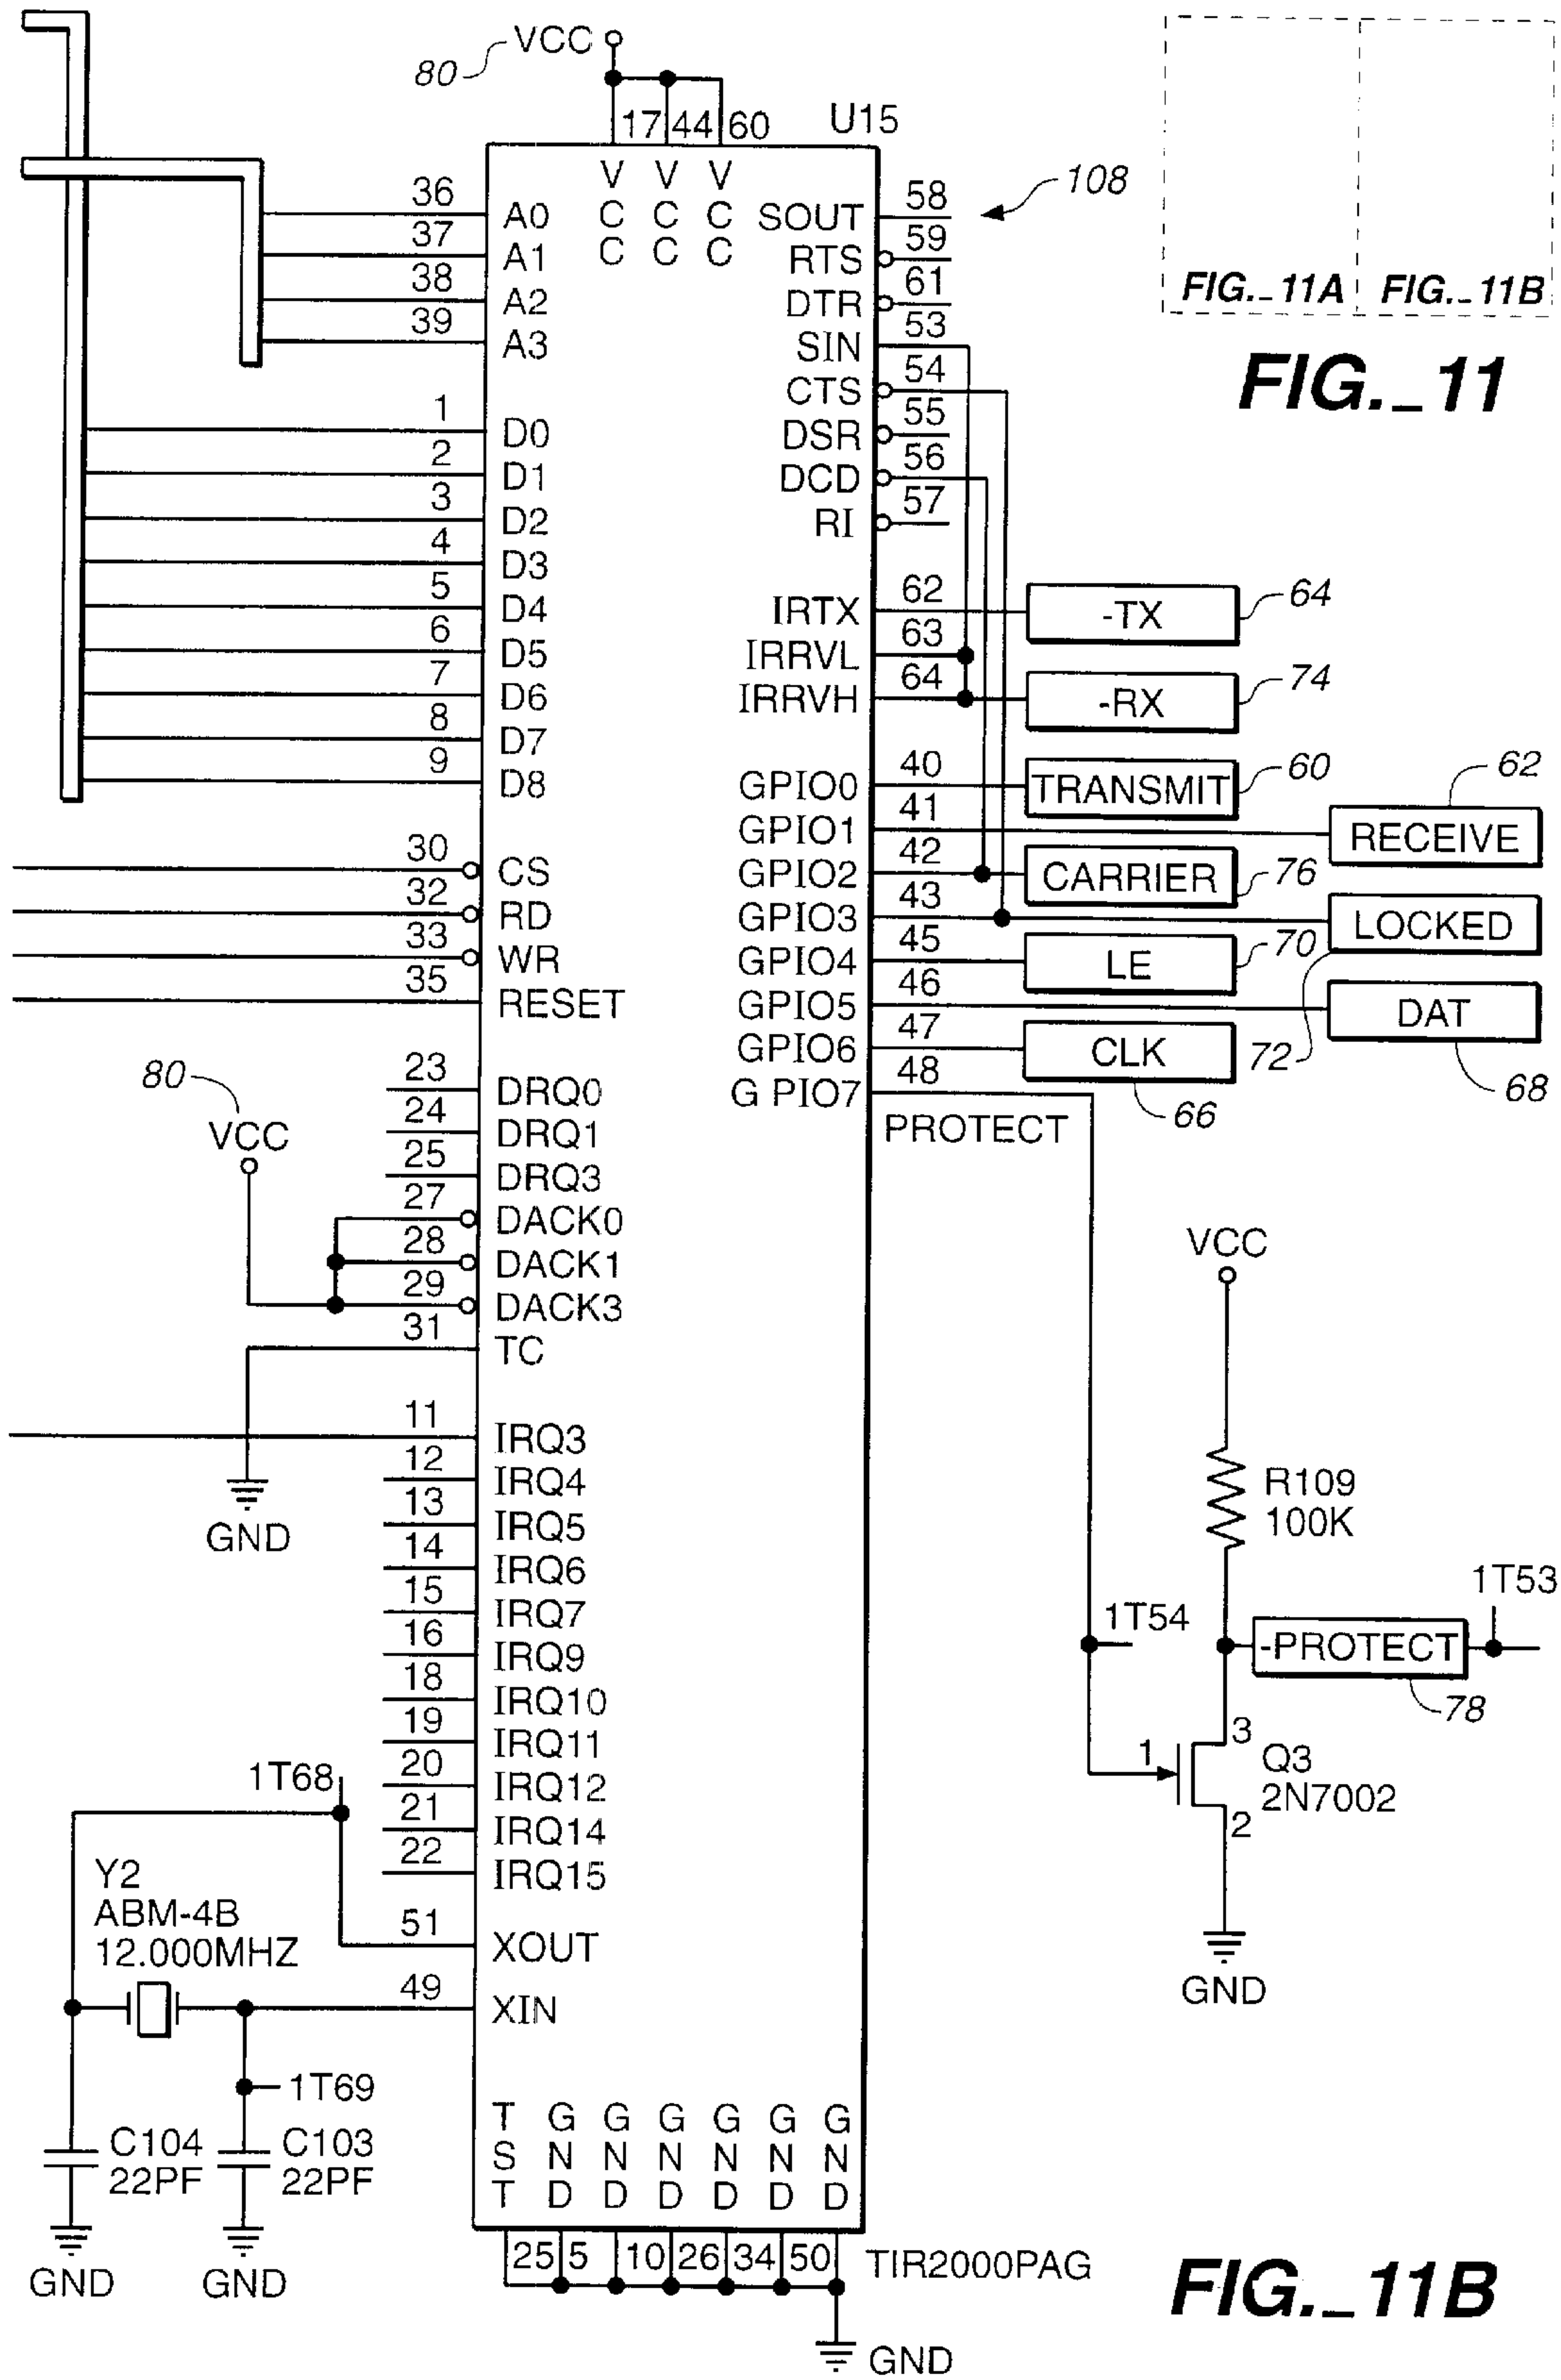 80
VCC
17 44 60
U15
V V V
C C C
C C C
108
FIG._11A
FIG._11B
FIG._11
36 A0
37 A1
38 A2
39 A3
1 D0
2 D1
3 D2
4 D3
5 D4
6 D5
7 D6
8 D7
9 D8
30 CS
32 RD
33 WR
35 RESET
80
VCC
23 DRQ0
24 DRQ1
25 DRQ3
27 DACK0
28 DACK1
29 DACK3
31 TC
GND
11 IRQ3
12 IRQ4
13 IRQ5
14 IRQ6
15 IRQ7
16 IRQ9
18 IRQ10
19 IRQ11
20 IRQ12
21 IRQ14
22 IRQ15
1T68
51 XOUT
49 XIN
Y2
ABM-4B
12.000MHZ
1T69
C104
22PF
C103
22PF
GND
GND
SOUT 58
RTS 59
DTR 61
SIN 53
CTS 54
DSR 55
DCD 56
RI 57
IRTX 62 -TX 64
IRRVL 63
IRRVH 64 -RX 74
GPIO0 40 TRANSMIT 60
GPIO1 41 RECEIVE 62
GPIO2 42 CARRIER 76
GPIO3 43 LOCKED 72
GPIO4 45 LE 70
GPIO5 46 DAT 68
GPIO6 47 CLK 66
G PIO7 48
PROTECT
VCC
R109
100K
1T54
-PROTECT
78
1T53
1
3
2
Q3
2N7002
GND
T G G G G G G
S N N N N N N
T D D D D D D
25 5 10 26 34 50
TIR2000PAG
GND
FIG._11B